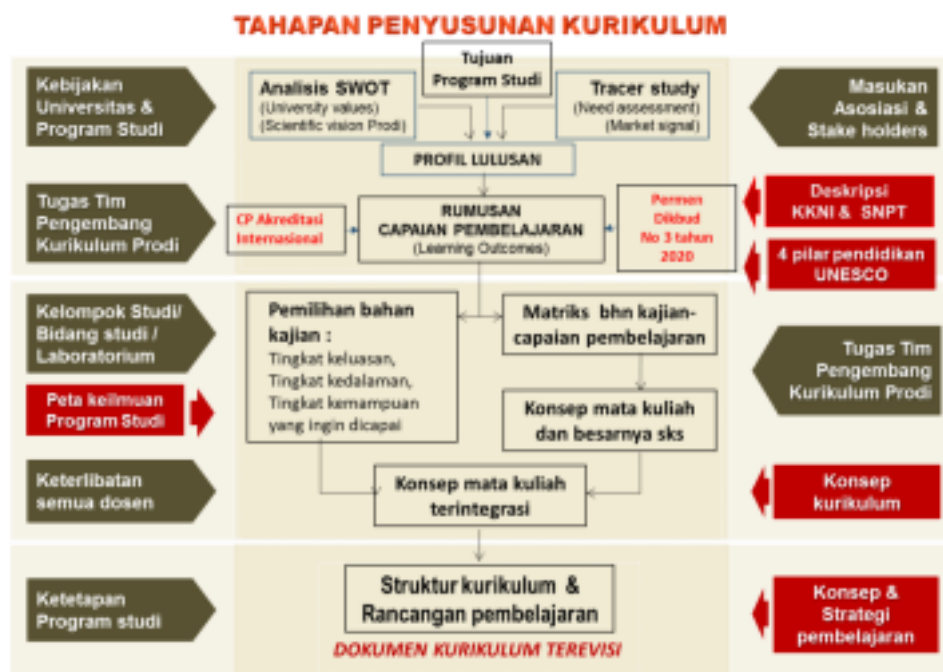 TAHAPAN PENYUSUNAN KURIKULUM
Kebijakan
Universitas &
Program Studi
Analisis SWOT
(University values)
(Scientific vision Prodi)
Tujuan
Program Studi
Tracer study
(Need assessment)
(Market signal)
Masukan
Asosiasi &
Stake holders
PROFIL LULUSAN
Tugas Tim
Pengembang
Kurikulum Prodi
CP Akreditasi
Internasional
RUMUSAN
CAPAIAN PEMBELAJARAN
(Learning Outcomes)
Permen
Dikbud
No 3 tahun
2020
Deskripsi
KKNI & SNPT
4 pilar pendidikan
UNESCO
Kelompok Studi/
Bidang studi /
Laboratorium
Peta keilmuan
Program Studi
Pemilihan bahan
kajian :
Tingkat keluasan,
Tingkat kedalaman,
Tingkat kemampuan
yang ingin dicapai
Matriks bhn kajian-
capaian pembelajaran
Konsep mata kuliah
dan besarnya sks
Tugas Tim
Pengembang
Kurikulum Prodi
Keterlibatan
semua dosen
Konsep mata kuliah
terintegrasi
Konsep
kurikulum
Ketetapan
Program studi
Struktur kurikulum &
Rancangan pembelajaran
DOKUMEN KURIKULUM TEREVISI
Konsep &
Strategi
pembelajaran